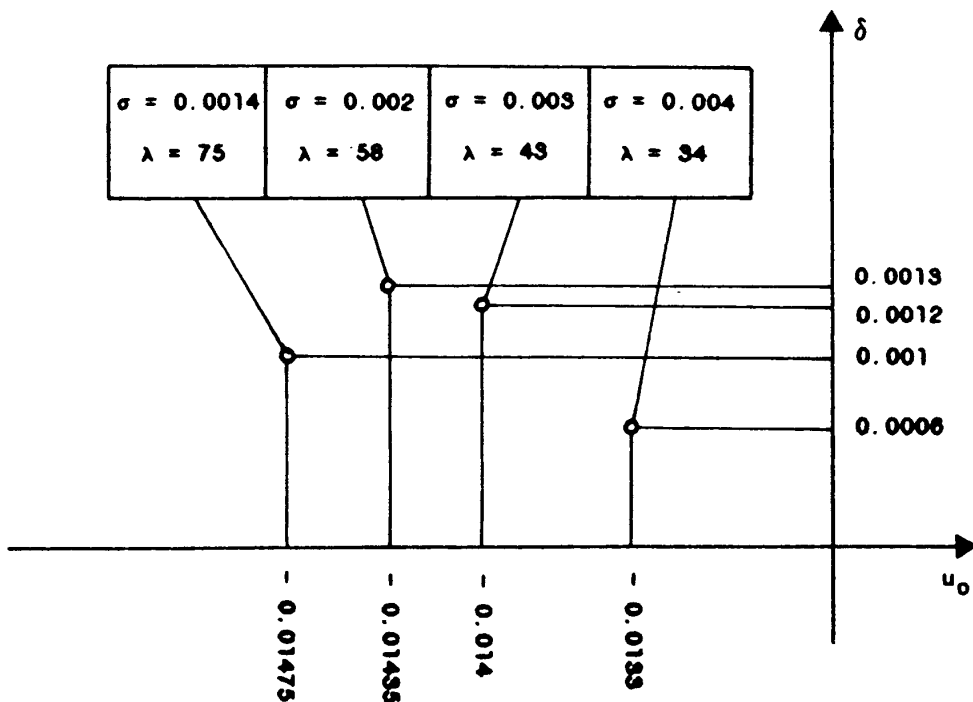 δ
σ = 0.0014
λ = 75
σ = 0.002
λ = 58
σ = 0.003
λ = 43
σ = 0.004
λ = 34
0.0013
0.0012
0.001
0.0006
u₀
- 0.01475
- 0.01435
- 0.014
- 0.0133